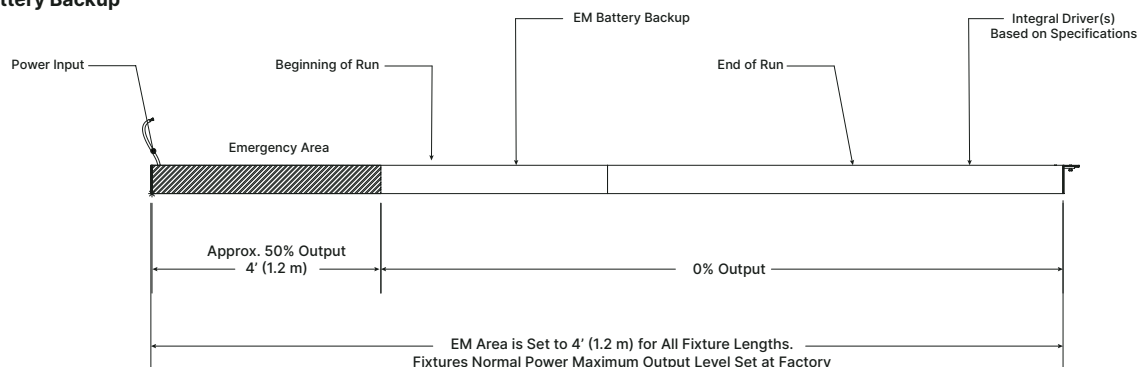 ttery Backup
EM Battery Backup
Integral Driver(s)
Based on Specifications
Power Input
Beginning of Run
End of Run
Emergency Area
Approx. 50% Output
4’ (1.2 m)
0% Output
EM Area is Set to 4’ (1.2 m) for All Fixture Lengths.
Fixtures Normal Power Maximum Output Level Set at Factory